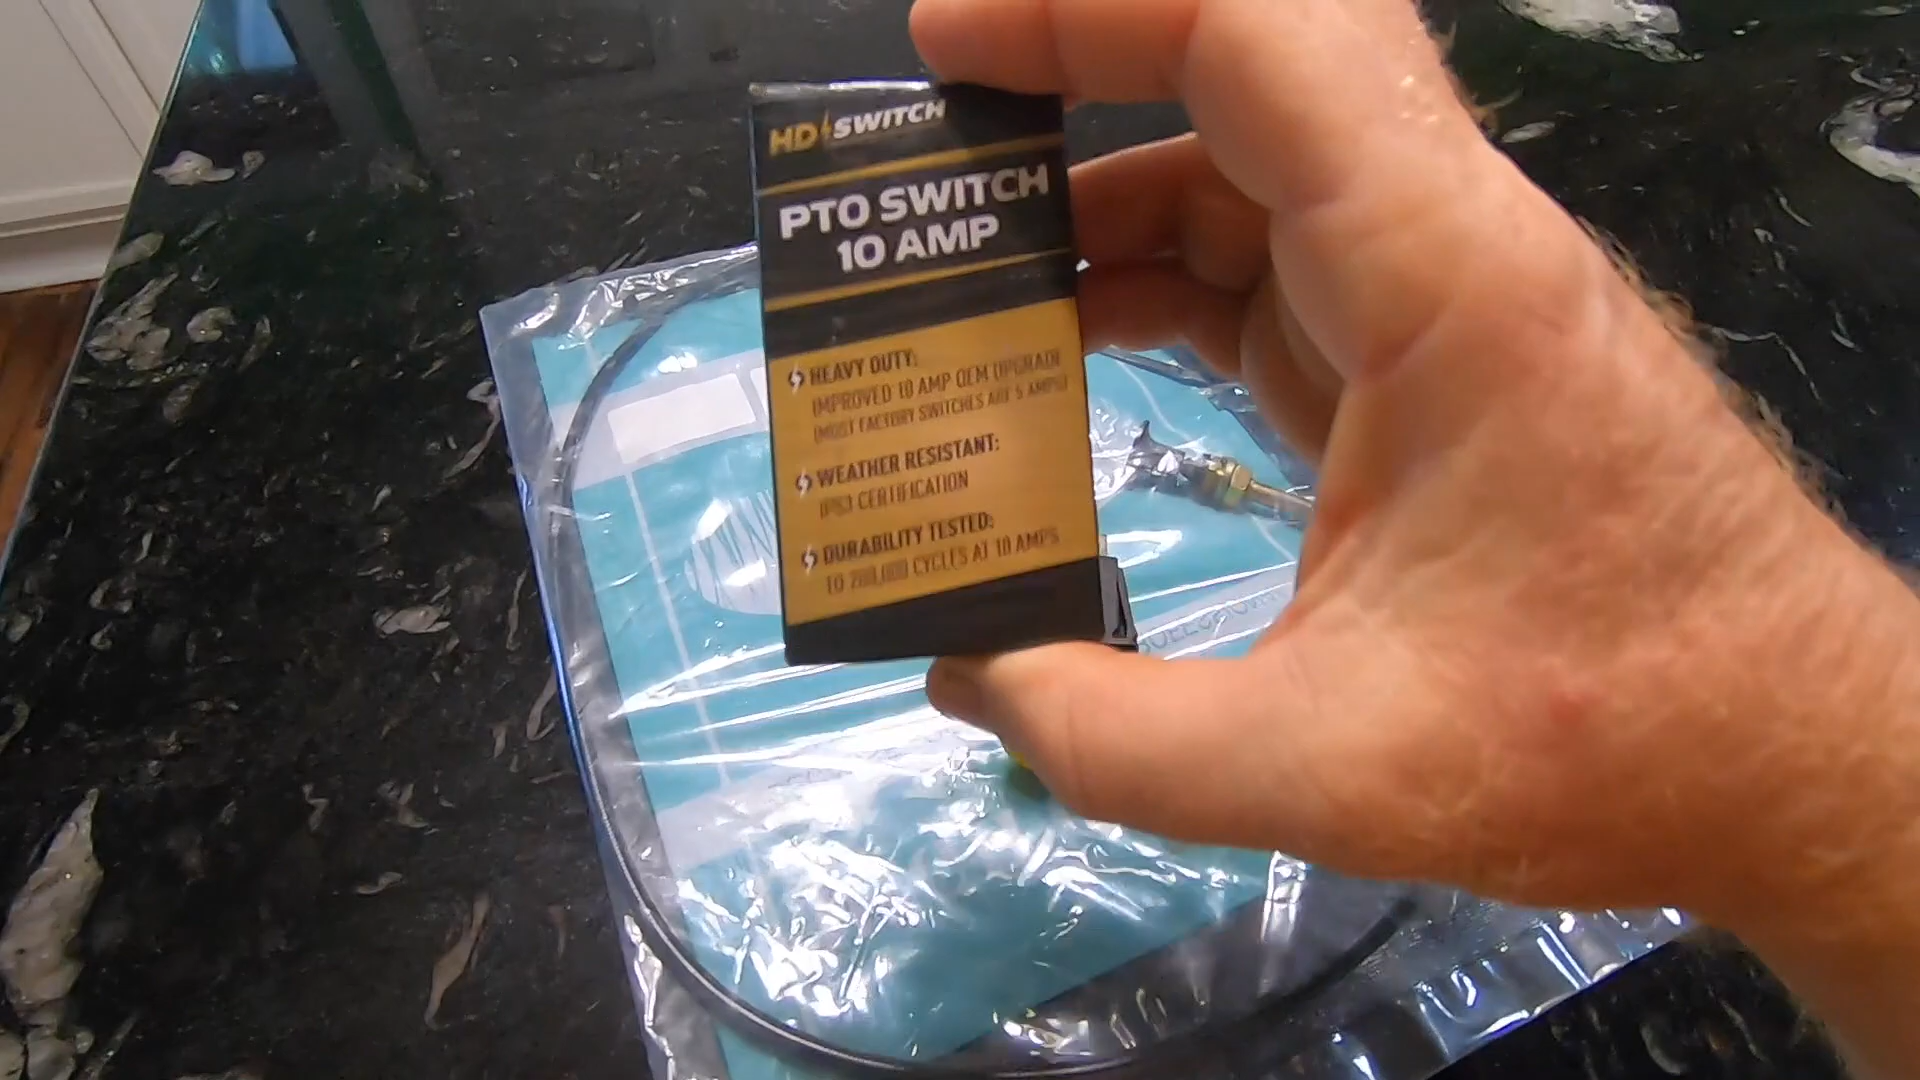 HD SWITCH
PTO SWITCH
10 AMP
HEAVY DUTY:
IMPROVED 10 AMP OEM UPGRADE
(MOST FACTORY SWITCHES ARE 5 AMPS)
WEATHER RESISTANT:
IP53 CERTIFICATION
DURABILITY TESTED:
TO 200,000 CYCLES AT 10 AMPS